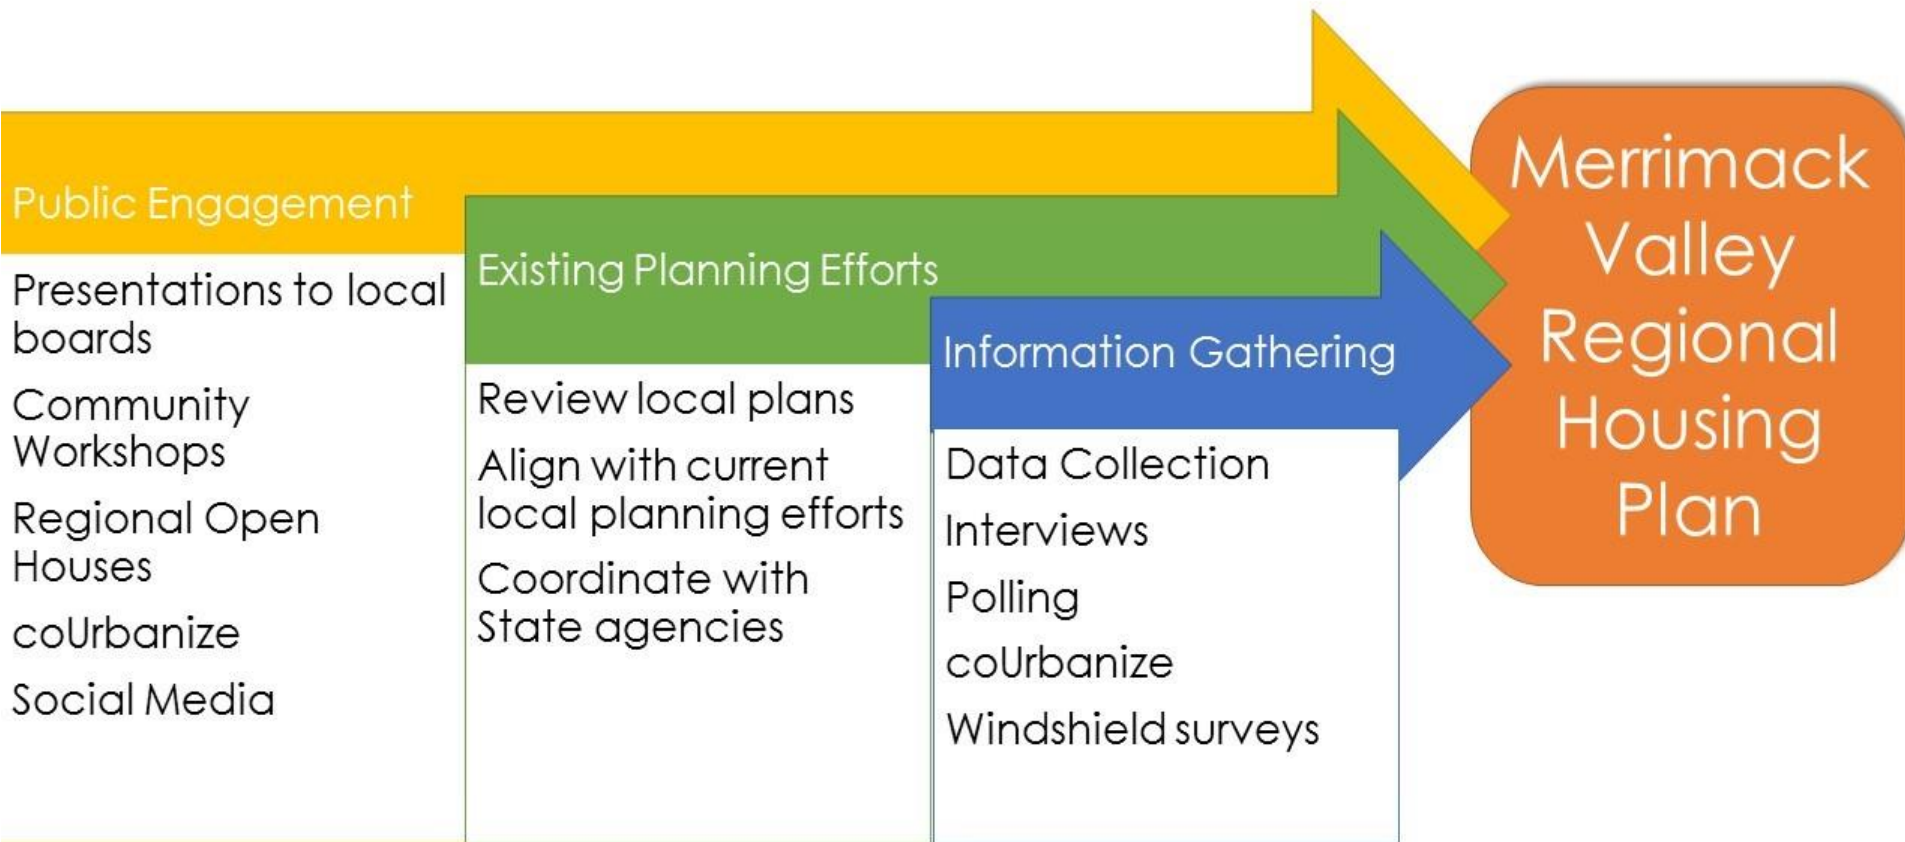 Public Engagement
Presentations to local
boards
Community
Workshops
Regional Open
Houses
coUrbanize
Social Media
Existing Planning Efforts
Review local plans
Align with current
local planning efforts
Coordinate with
State agencies
Information Gathering
Data Collection
Interviews
Polling
coUrbanize
Windshield surveys
Merrimack
Valley
Regional
Housing
Plan